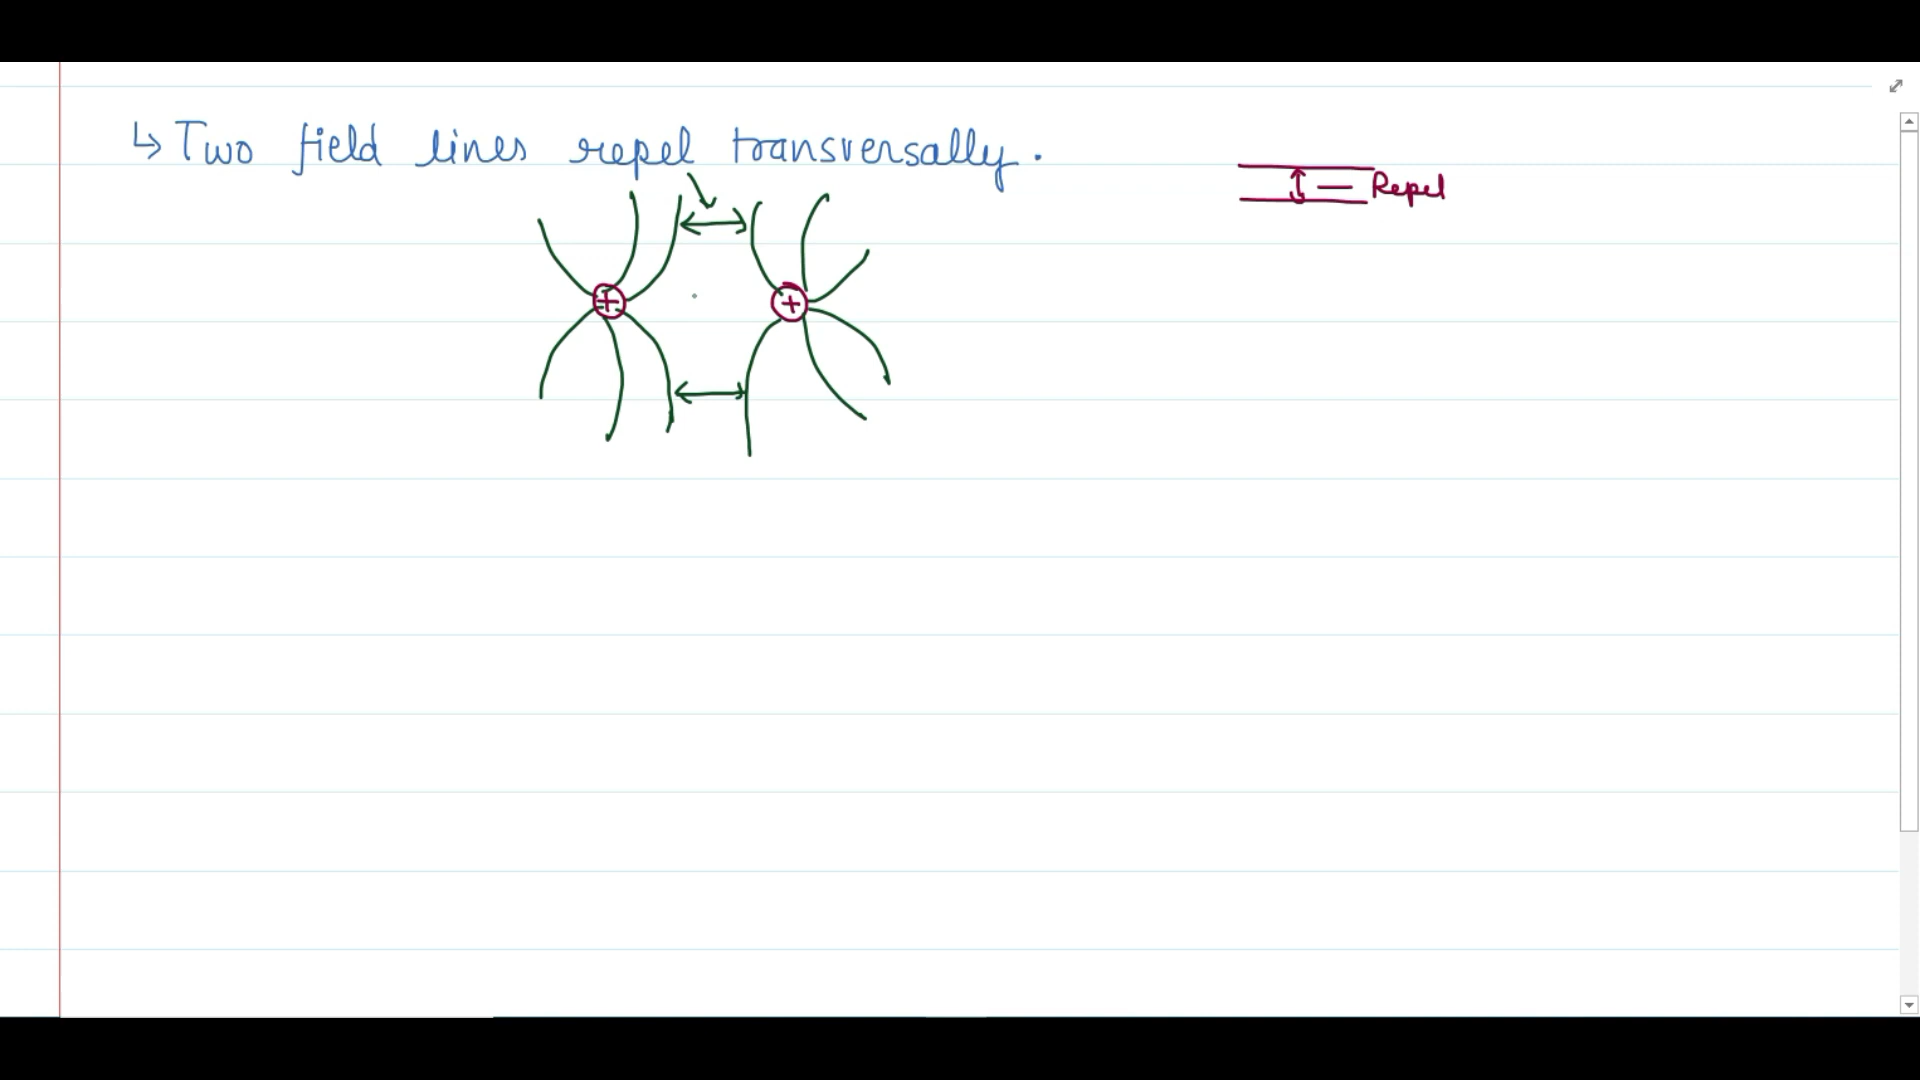 ↳ Two field lines repel transversally.
Repel
+ +